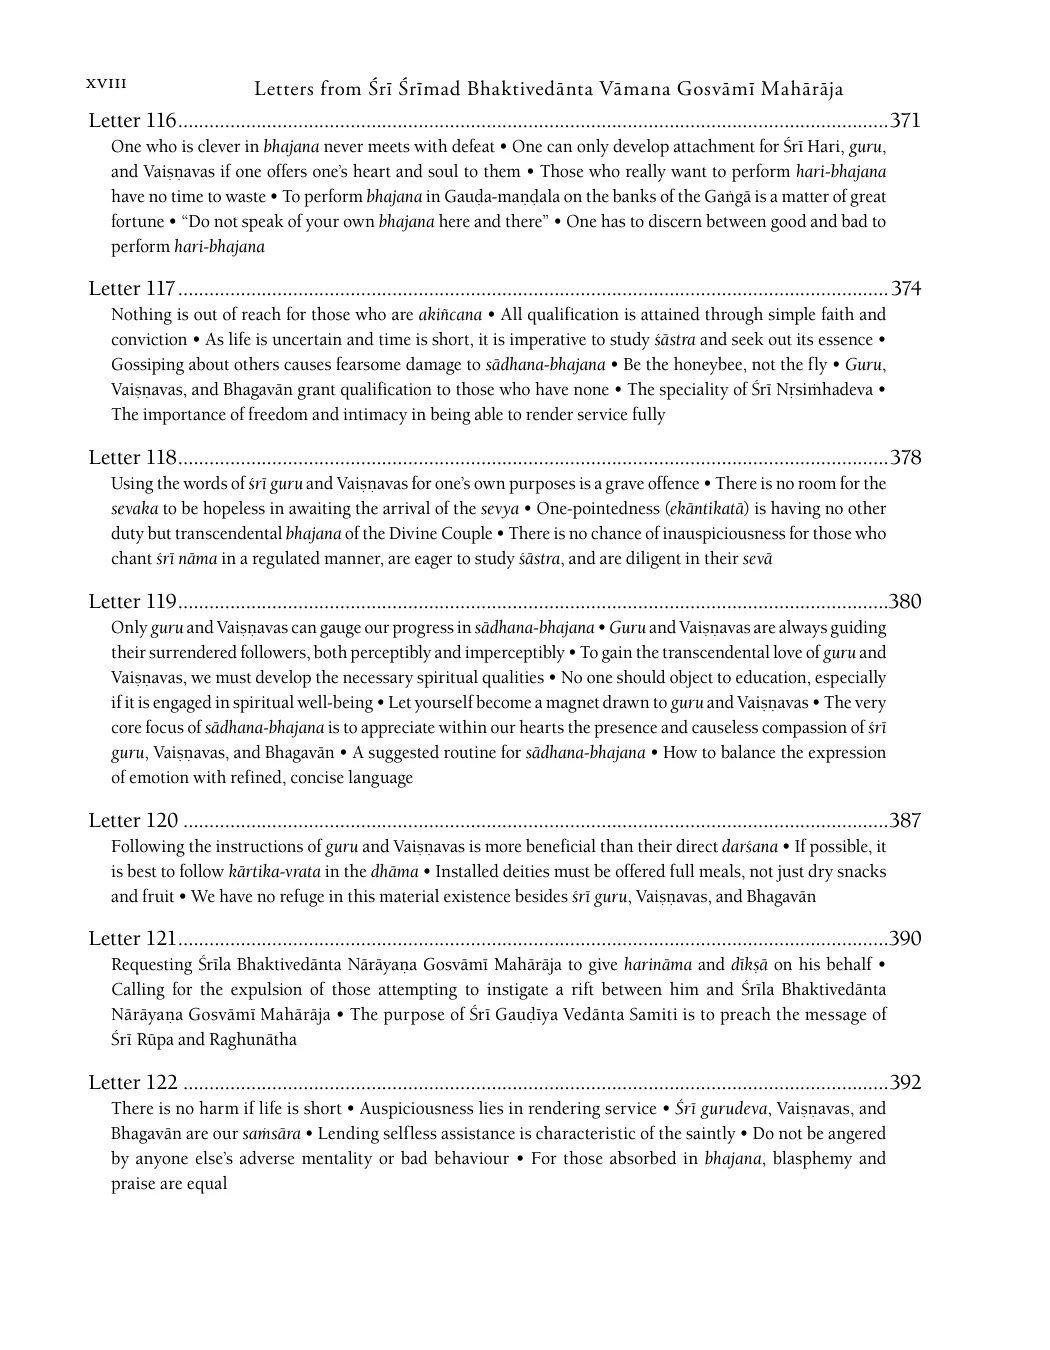 XVIII
Letters from Śrī Śrīmad Bhaktivedānta Vāmana Gosvāmī Mahārāja
Letter 116........................................................................................................................................371
One who is clever in bhajana never meets with defeat • One can only develop attachment for Śrī Hari, guru,
and Vaiṣṇavas if one offers one’s heart and soul to them • Those who really want to perform hari-bhajana
have no time to waste • To perform bhajana in Gauḍa-maṇḍala on the banks of the Gaṅgā is a matter of great
fortune • “Do not speak of your own bhajana here and there” • One has to discern between good and bad to
perform hari-bhajana
Letter 117........................................................................................................................................374
Nothing is out of reach for those who are akiñcana • All qualification is attained through simple faith and
conviction • As life is uncertain and time is short, it is imperative to study śāstra and seek out its essence •
Gossiping about others causes fearsome damage to sādhana-bhajana • Be the honeybee, not the fly • Guru,
Vaiṣṇavas, and Bhagavān grant qualification to those who have none • The speciality of Śrī Nṛsiṁhadeva •
The importance of freedom and intimacy in being able to render service fully
Letter 118........................................................................................................................................378
Using the words of śrī guru and Vaiṣṇavas for one’s own purposes is a grave offence • There is no room for the
sevaka to be hopeless in awaiting the arrival of the sevya • One-pointedness (ekāntikatā) is having no other
duty but transcendental bhajana of the Divine Couple • There is no chance of inauspiciousness for those who
chant śrī nāma in a regulated manner, are eager to study śāstra, and are diligent in their sevā
Letter 119........................................................................................................................................380
Only guru and Vaiṣṇavas can gauge our progress in sādhana-bhajana • Guru and Vaiṣṇavas are always guiding
their surrendered followers, both perceptibly and imperceptibly • To gain the transcendental love of guru and
Vaiṣṇavas, we must develop the necessary spiritual qualities • No one should object to education, especially
if it is engaged in spiritual well-being • Let yourself become a magnet drawn to guru and Vaiṣṇavas • The very
core focus of sādhana-bhajana is to appreciate within our hearts the presence and causeless compassion of śrī
guru, Vaiṣṇavas, and Bhagavān • A suggested routine for sādhana-bhajana • How to balance the expression
of emotion with refined, concise language
Letter 120 .......................................................................................................................................387
Following the instructions of guru and Vaiṣṇavas is more beneficial than their direct darśana • If possible, it
is best to follow kārtika-vrata in the dhāma • Installed deities must be offered full meals, not just dry snacks
and fruit • We have no refuge in this material existence besides śrī guru, Vaiṣṇavas, and Bhagavān
Letter 121........................................................................................................................................390
Requesting Śrīla Bhaktivedānta Nārāyaṇa Gosvāmī Mahārāja to give harināma and dīkṣā on his behalf •
Calling for the expulsion of those attempting to instigate a rift between him and Śrīla Bhaktivedānta
Nārāyaṇa Gosvāmī Mahārāja • The purpose of Śrī Gauḍīya Vedānta Samiti is to preach the message of
Śrī Rūpa and Raghunātha
Letter 122 .......................................................................................................................................392
There is no harm if life is short • Auspiciousness lies in rendering service • Śrī gurudeva, Vaiṣṇavas, and
Bhagavān are our saṁsāra • Lending selfless assistance is characteristic of the saintly • Do not be angered
by anyone else’s adverse mentality or bad behaviour • For those absorbed in bhajana, blasphemy and
praise are equal